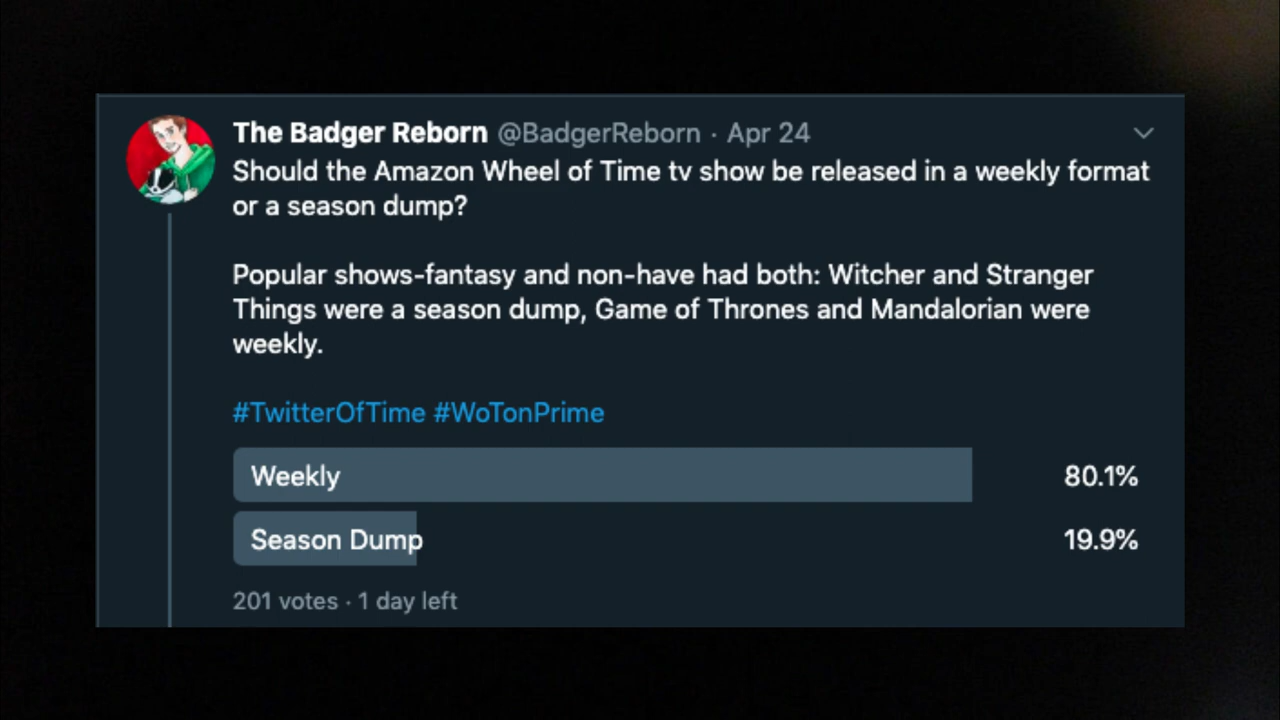 The Badger Reborn @BadgerReborn · Apr 24
Should the Amazon Wheel of Time tv show be released in a weekly format
or a season dump?
Popular shows-fantasy and non-have had both: Witcher and Stranger
Things were a season dump, Game of Thrones and Mandalorian were
weekly.
#TwitterOfTime #WoTonPrime
Weekly 80.1%
Season Dump 19.9%
201 votes · 1 day left